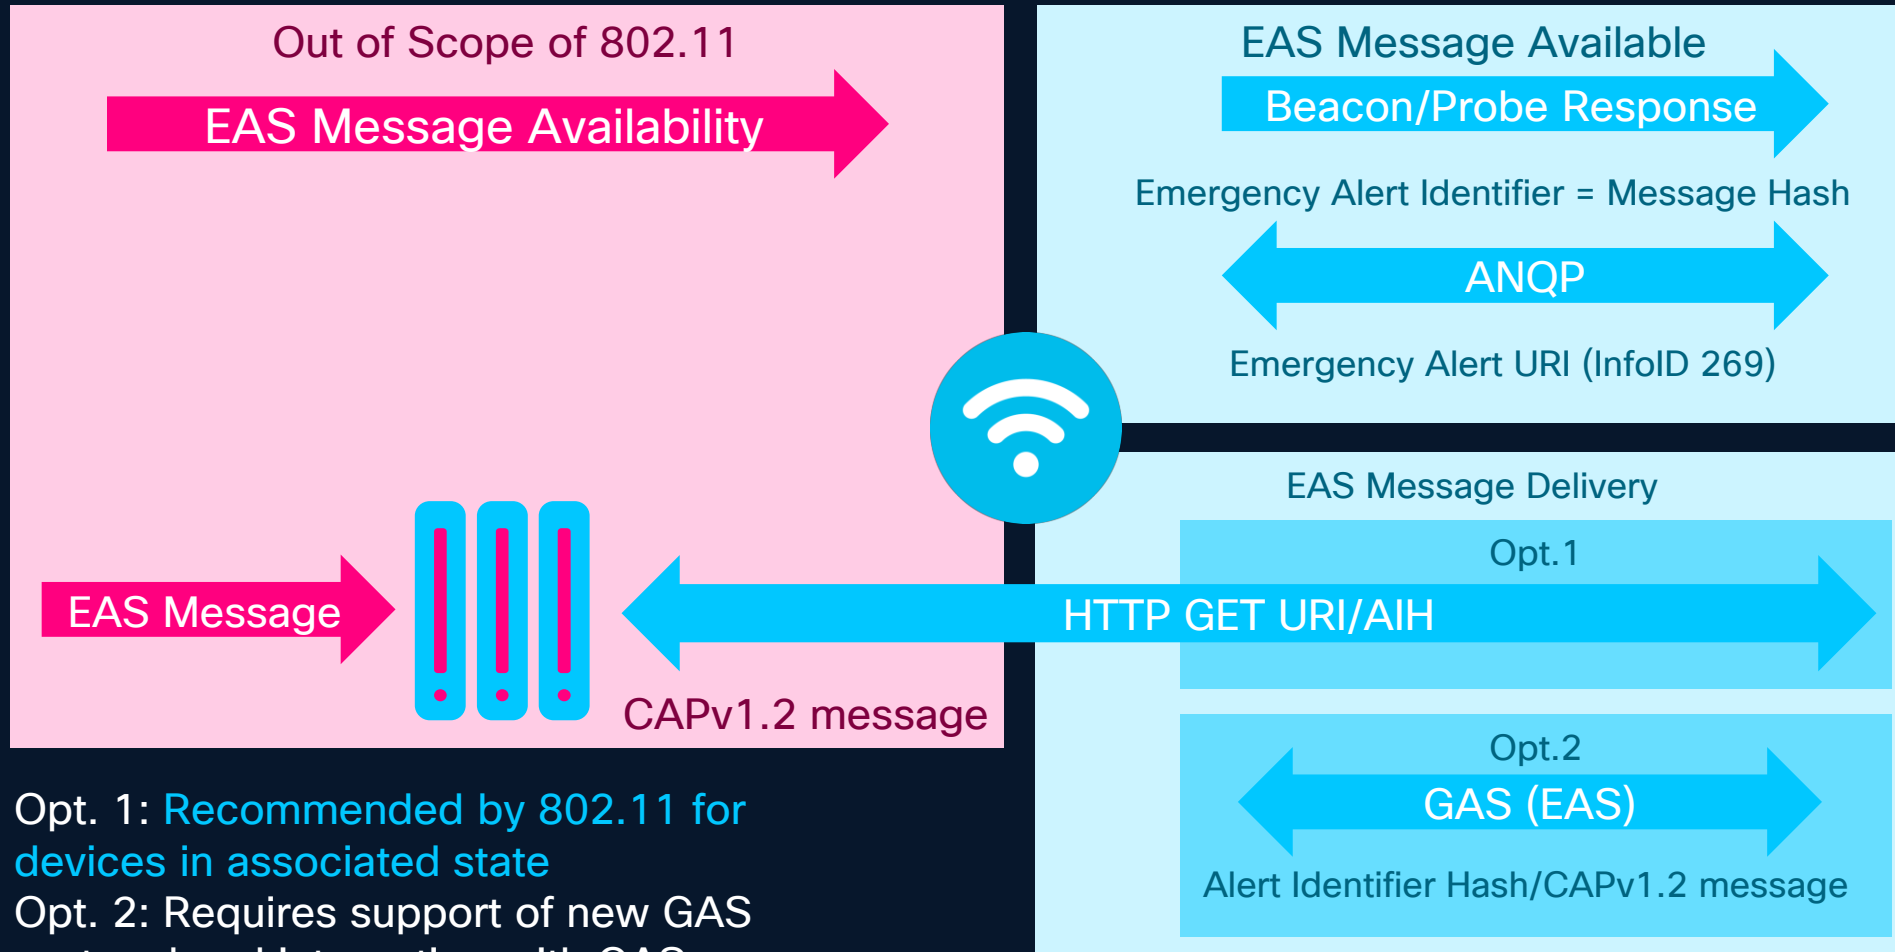 Out of Scope of 802.11
EAS Message Availability
EAS Message
CAPv1.2 message
EAS Message Available
Beacon/Probe Response
Emergency Alert Identifier = Message Hash
ANQP
Emergency Alert URI (InfoID 269)
EAS Message Delivery
Opt.1
HTTP GET URI/AIH
Opt.2
GAS (EAS)
Alert Identifier Hash/CAPv1.2 message
Opt. 1: Recommended by 802.11 for
devices in associated state
Opt. 2: Requires support of new GAS